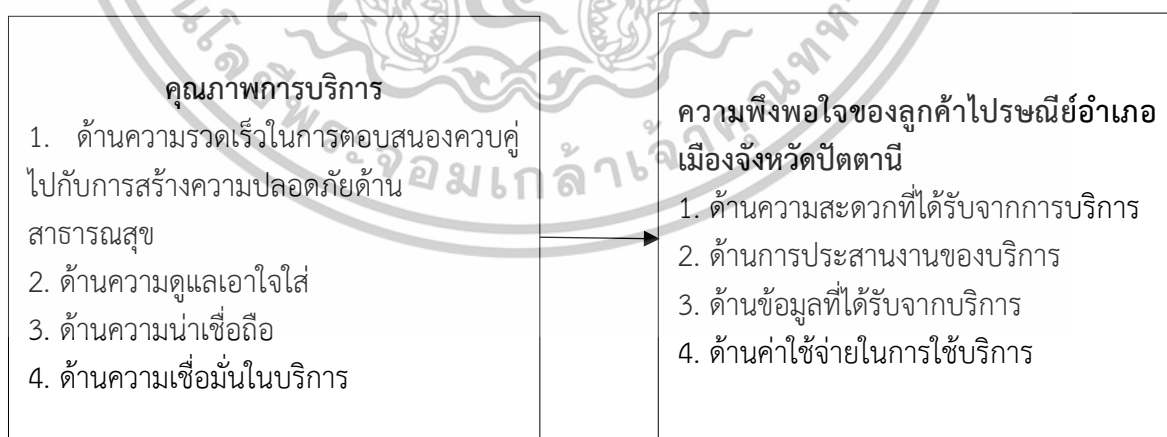 คุณภาพการบริการ
1. ด้านความรวดเร็วในการตอบสนองควบคู่
ไปกับการสร้างความปลอดภัยด้าน
สาธารณสุข
2. ด้านความดูแลเอาใจใส่
3. ด้านความน่าเชื่อถือ
4. ด้านความเชื่อมั่นในบริการ
ความพึงพอใจของลูกค้าไปรษณีย์อำเภอ
เมืองจังหวัดปัตตานี
1. ด้านความสะดวกที่ได้รับจากการบริการ
2. ด้านการประสานงานของบริการ
3. ด้านข้อมูลที่ได้รับจากบริการ
4. ด้านค่าใช้จ่ายในการใช้บริการ